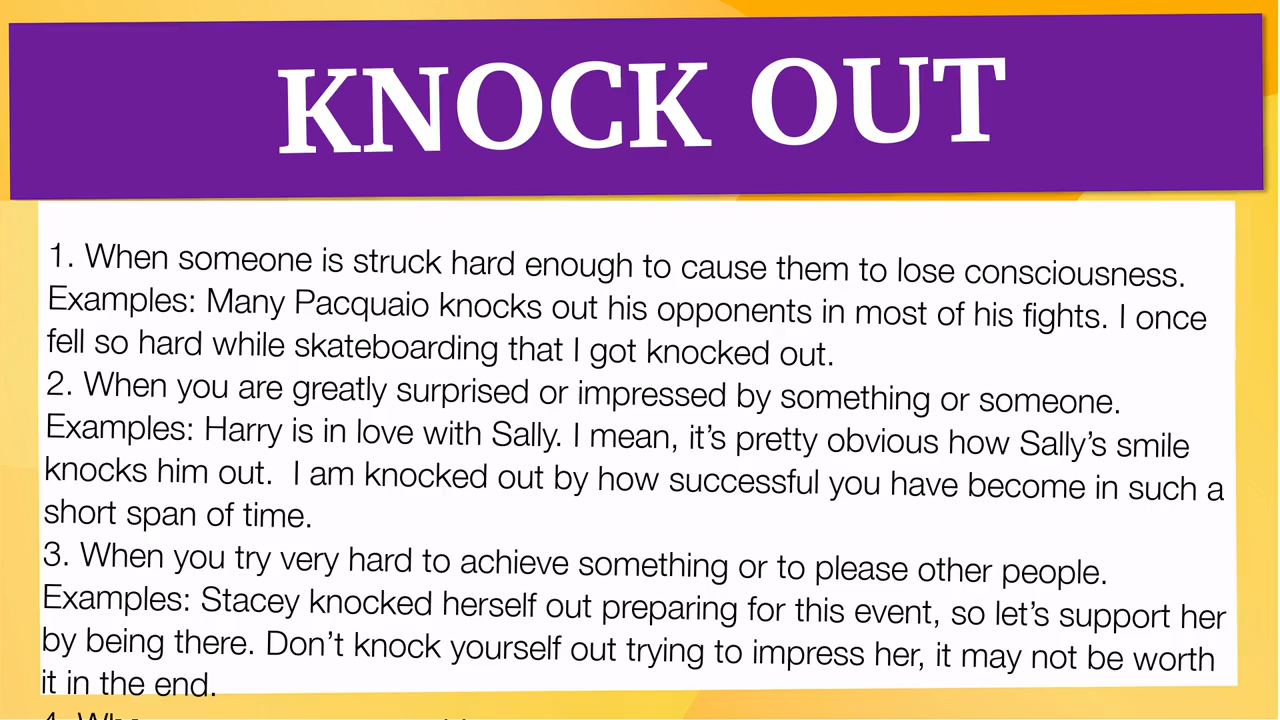 KNOCK OUT
1. When someone is struck hard enough to cause them to lose consciousness.
Examples: Many Pacquaio knocks out his opponents in most of his fights. I once
fell so hard while skateboarding that I got knocked out.
2. When you are greatly surprised or impressed by something or someone.
Examples: Harry is in love with Sally. I mean, it’s pretty obvious how Sally’s smile
knocks him out.  I am knocked out by how successful you have become in such a
short span of time.
3. When you try very hard to achieve something or to please other people.
Examples: Stacey knocked herself out preparing for this event, so let’s support her
by being there. Don’t knock yourself out trying to impress her, it may not be worth
it in the end.
4.